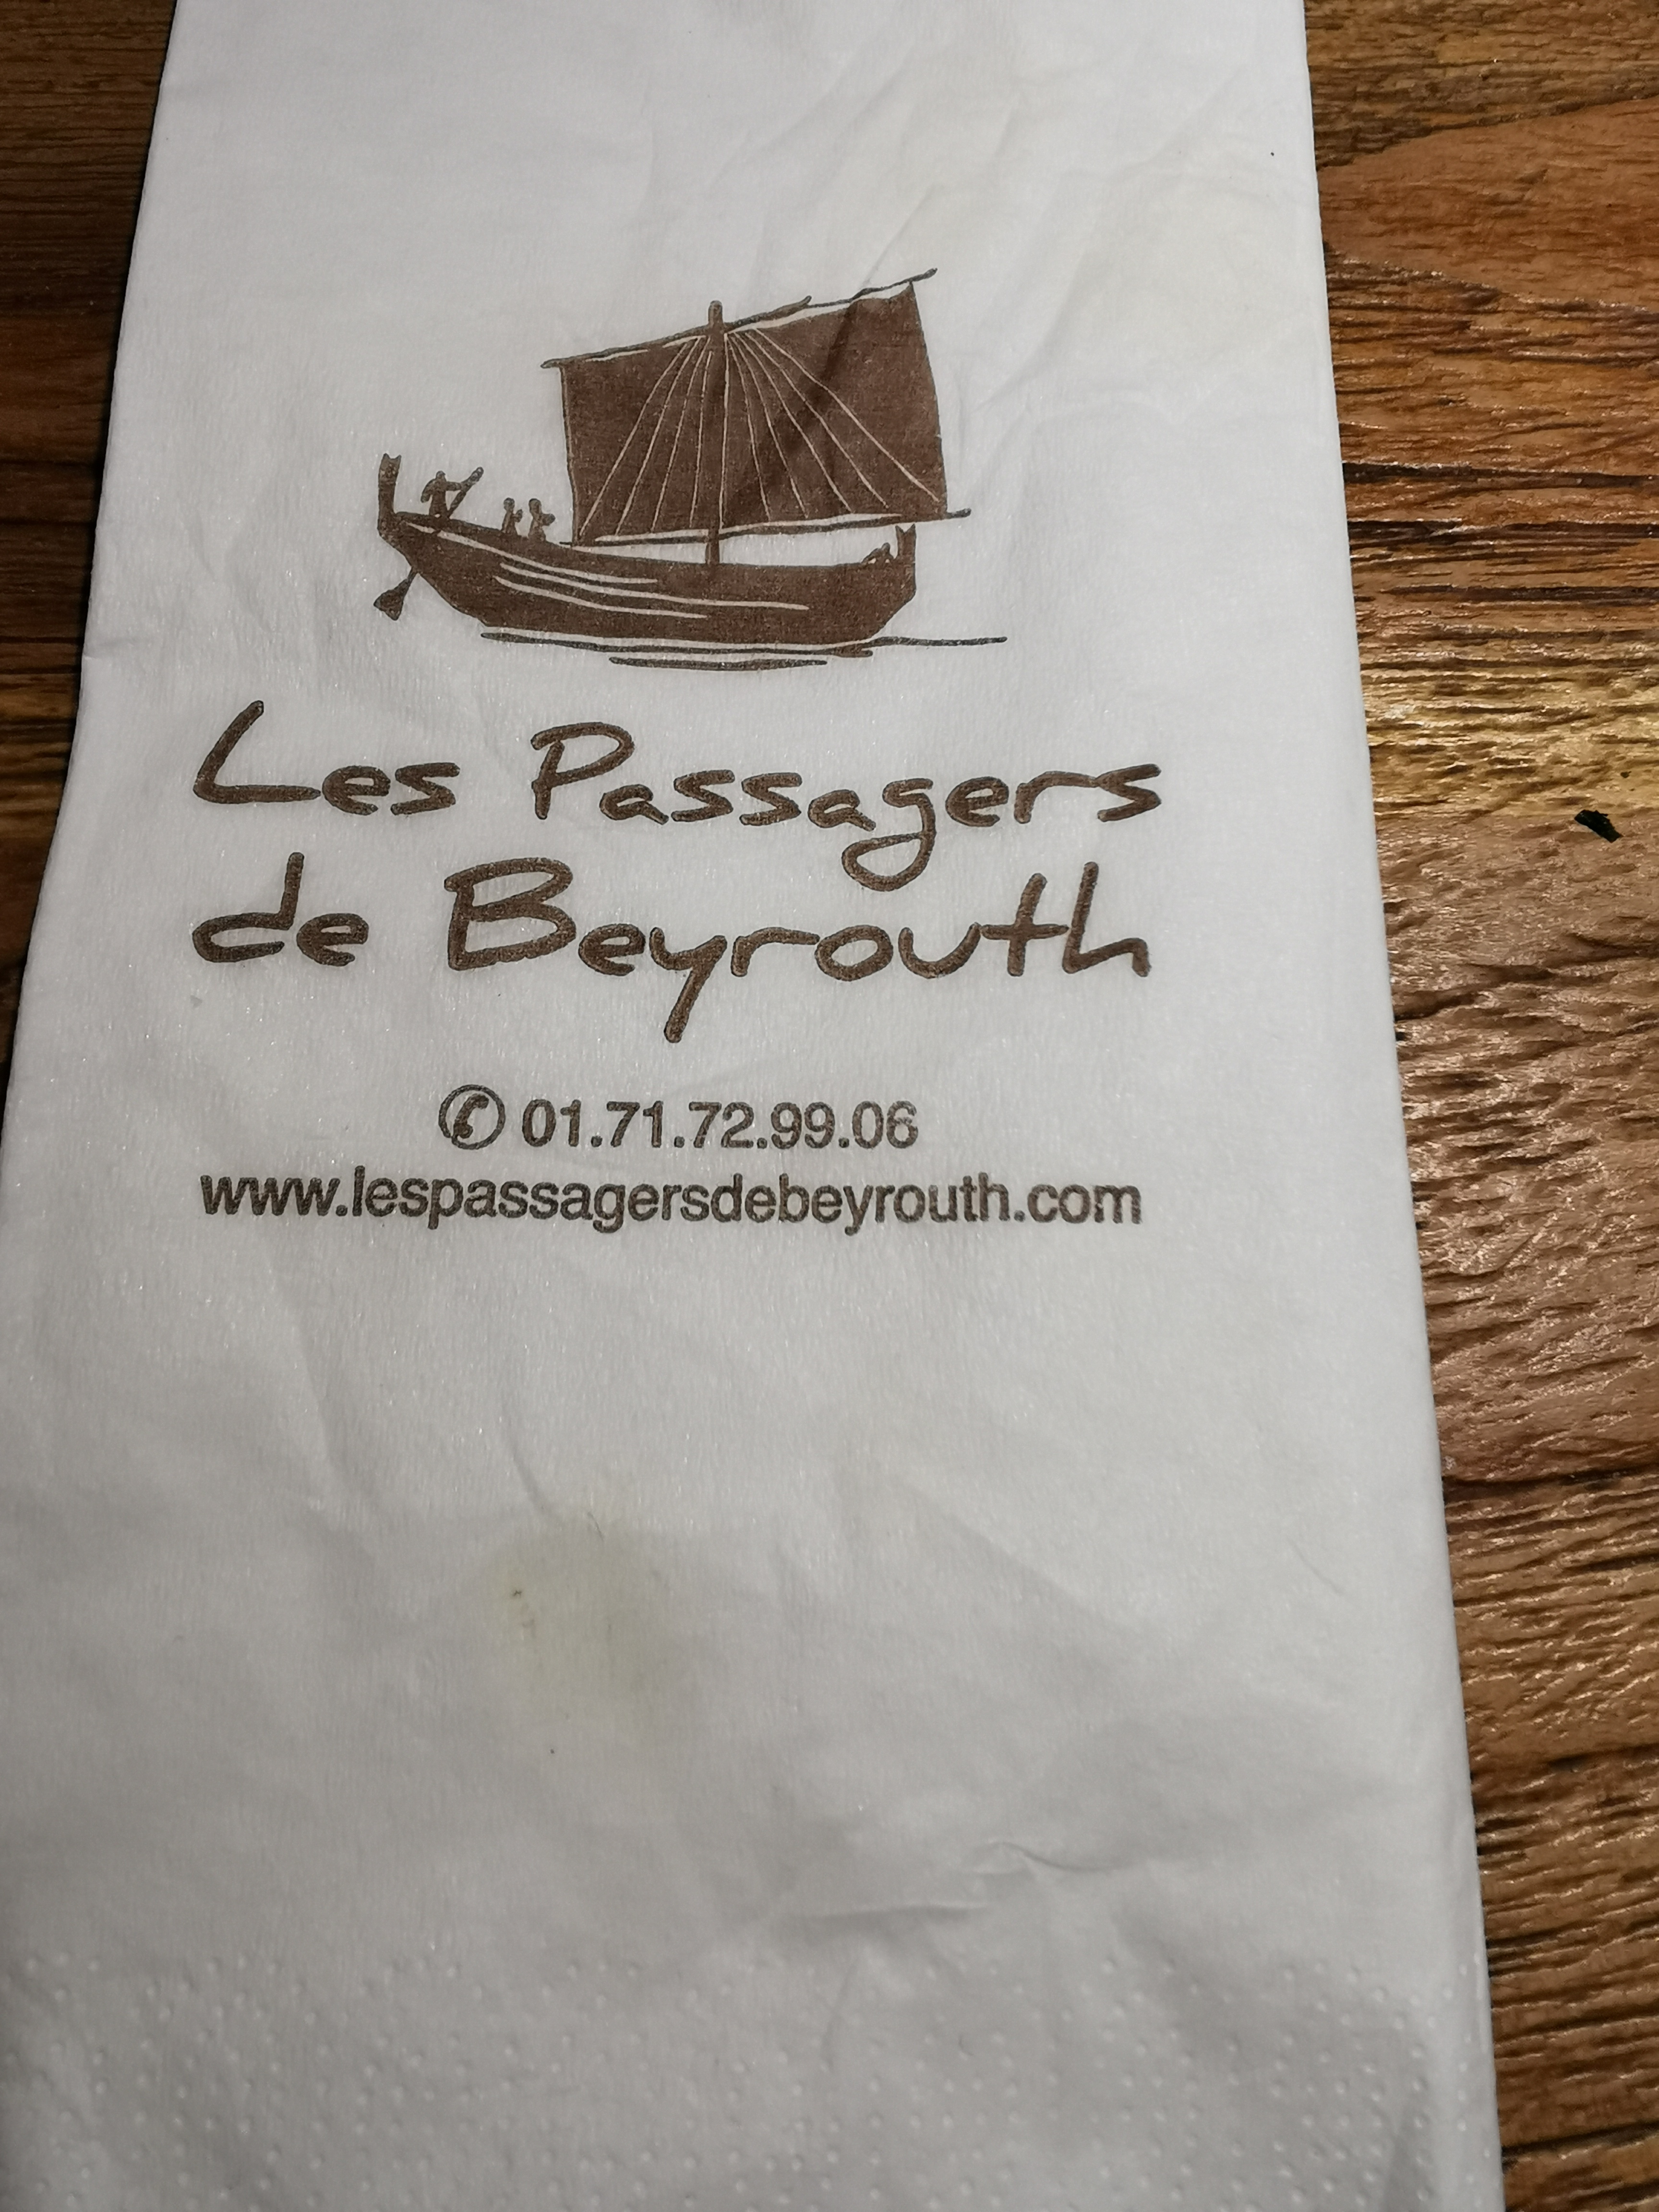 Les Passagers
de Beyrouth
✆ 01.71.72.99.06
www.lespassagersdebeyrouth.com